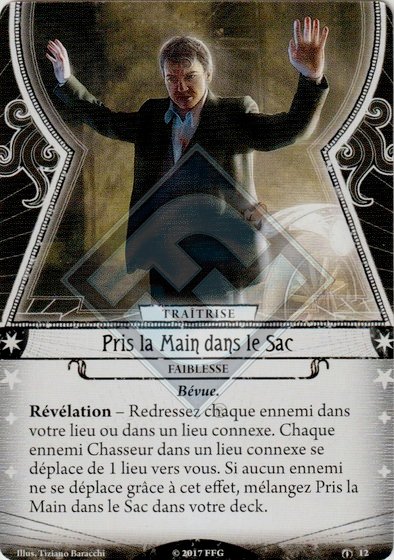 TRAÎTRISE
Pris la Main dans le Sac
FAIBLESSE
Bévue.
Révélation – Redressez chaque ennemi dans
votre lieu ou dans un lieu connexe. Chaque
ennemi Chasseur dans un lieu connexe se
déplace de 1 lieu vers vous. Si aucun ennemi
ne se déplace grâce à cet effet, mélangez Pris la
Main dans le Sac dans votre deck.
Illus. Tiziano Baracchi © 2017 FFG 12